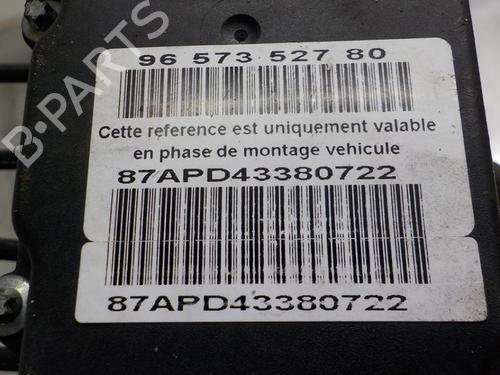 B-PARTS
96 573 527 80
Cette reference est uniquement valable
en phase de montage vehicule
87APD43380722
87APD43380722